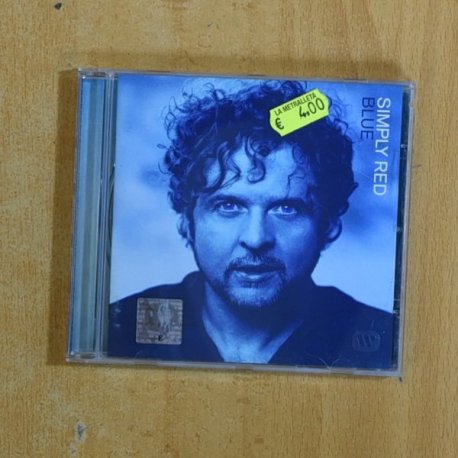 LA METRALLETA
€ 4,00
SIMPLY RED
BLUE